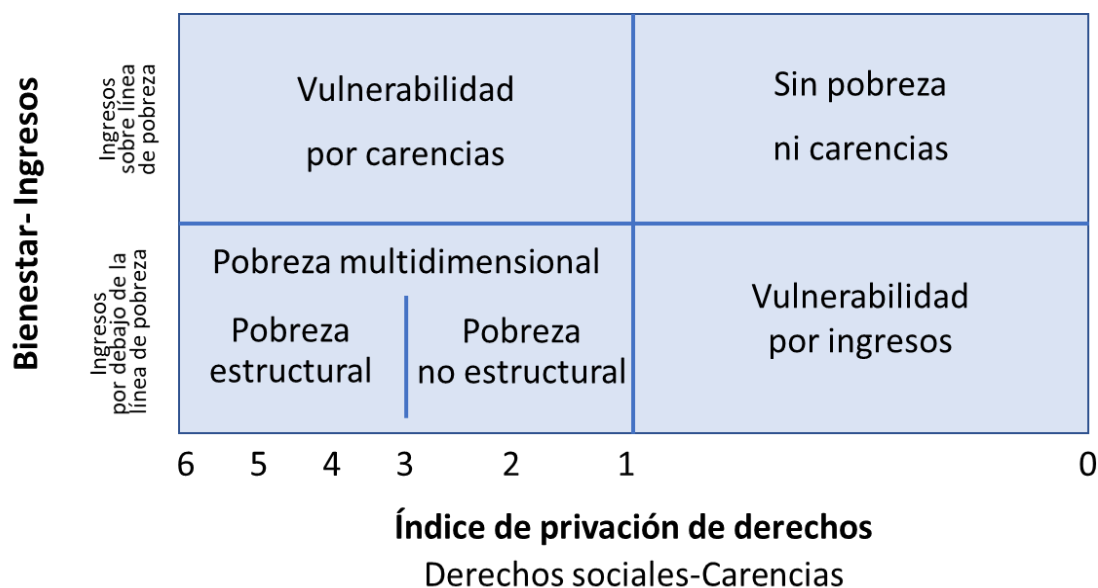 Bienestar- Ingresos
Ingresos
sobre línea
de pobreza
Vulnerabilidad
por carencias
Sin pobreza
ni carencias
Ingresos
por debajo de la
línea de pobreza
Pobreza multidimensional
Pobreza
estructural
Pobreza
no estructural
Vulnerabilidad
por ingresos
6 5 4 3 2 1 0
Índice de privación de derechos
Derechos sociales-Carencias